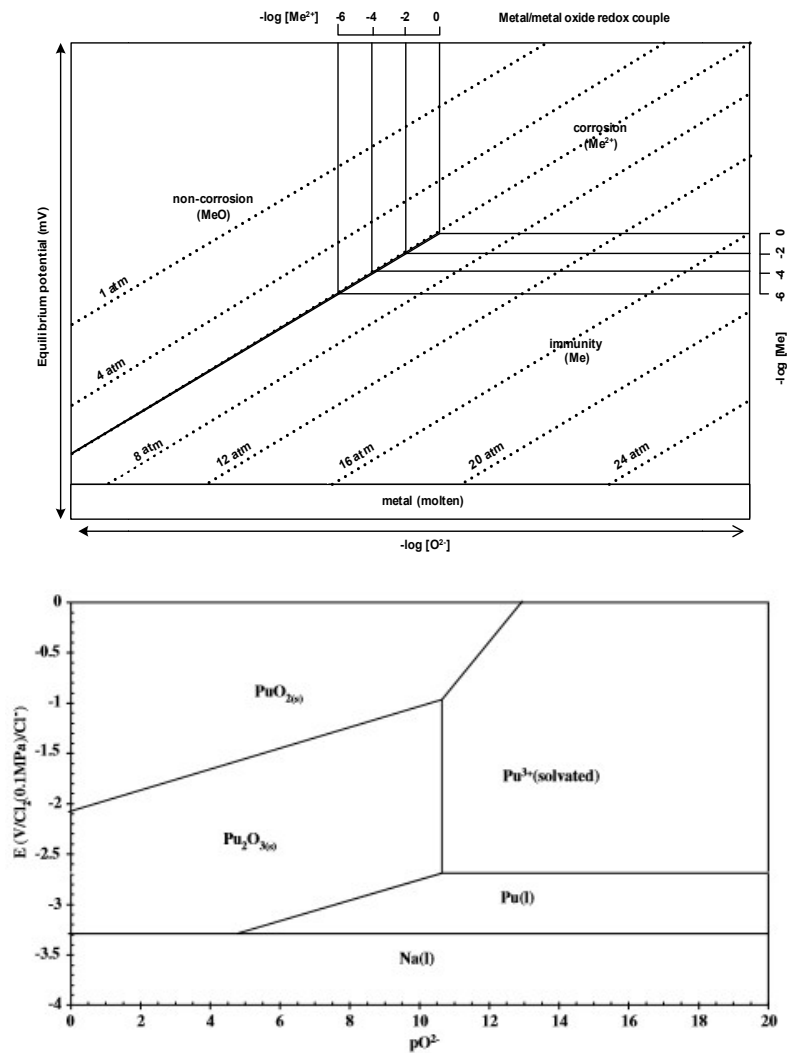 -log [Me²⁺] -6 -4 -2 0 Metal/metal oxide redox couple
Equilibrium potential (mV)
corrosion
(Me²⁺)
non-corrosion
(MeO)
1 atm
4 atm
immunity
(Me)
8 atm
12 atm
16 atm
20 atm
24 atm
0
-2
-4
-6
-log [Me]
metal (molten)
-log [O²⁻]
E (V/Cl₂(0.1MPa)/Cl⁻)
0
-0.5
-1
-1.5
-2
-2.5
-3
-3.5
-4
PuO₂₍ₛ₎
Pu³⁺(solvated)
Pu₂O₃₍ₛ₎
Pu(l)
Na(l)
0 2 4 6 8 10 12 14 16 18 20
pO²⁻